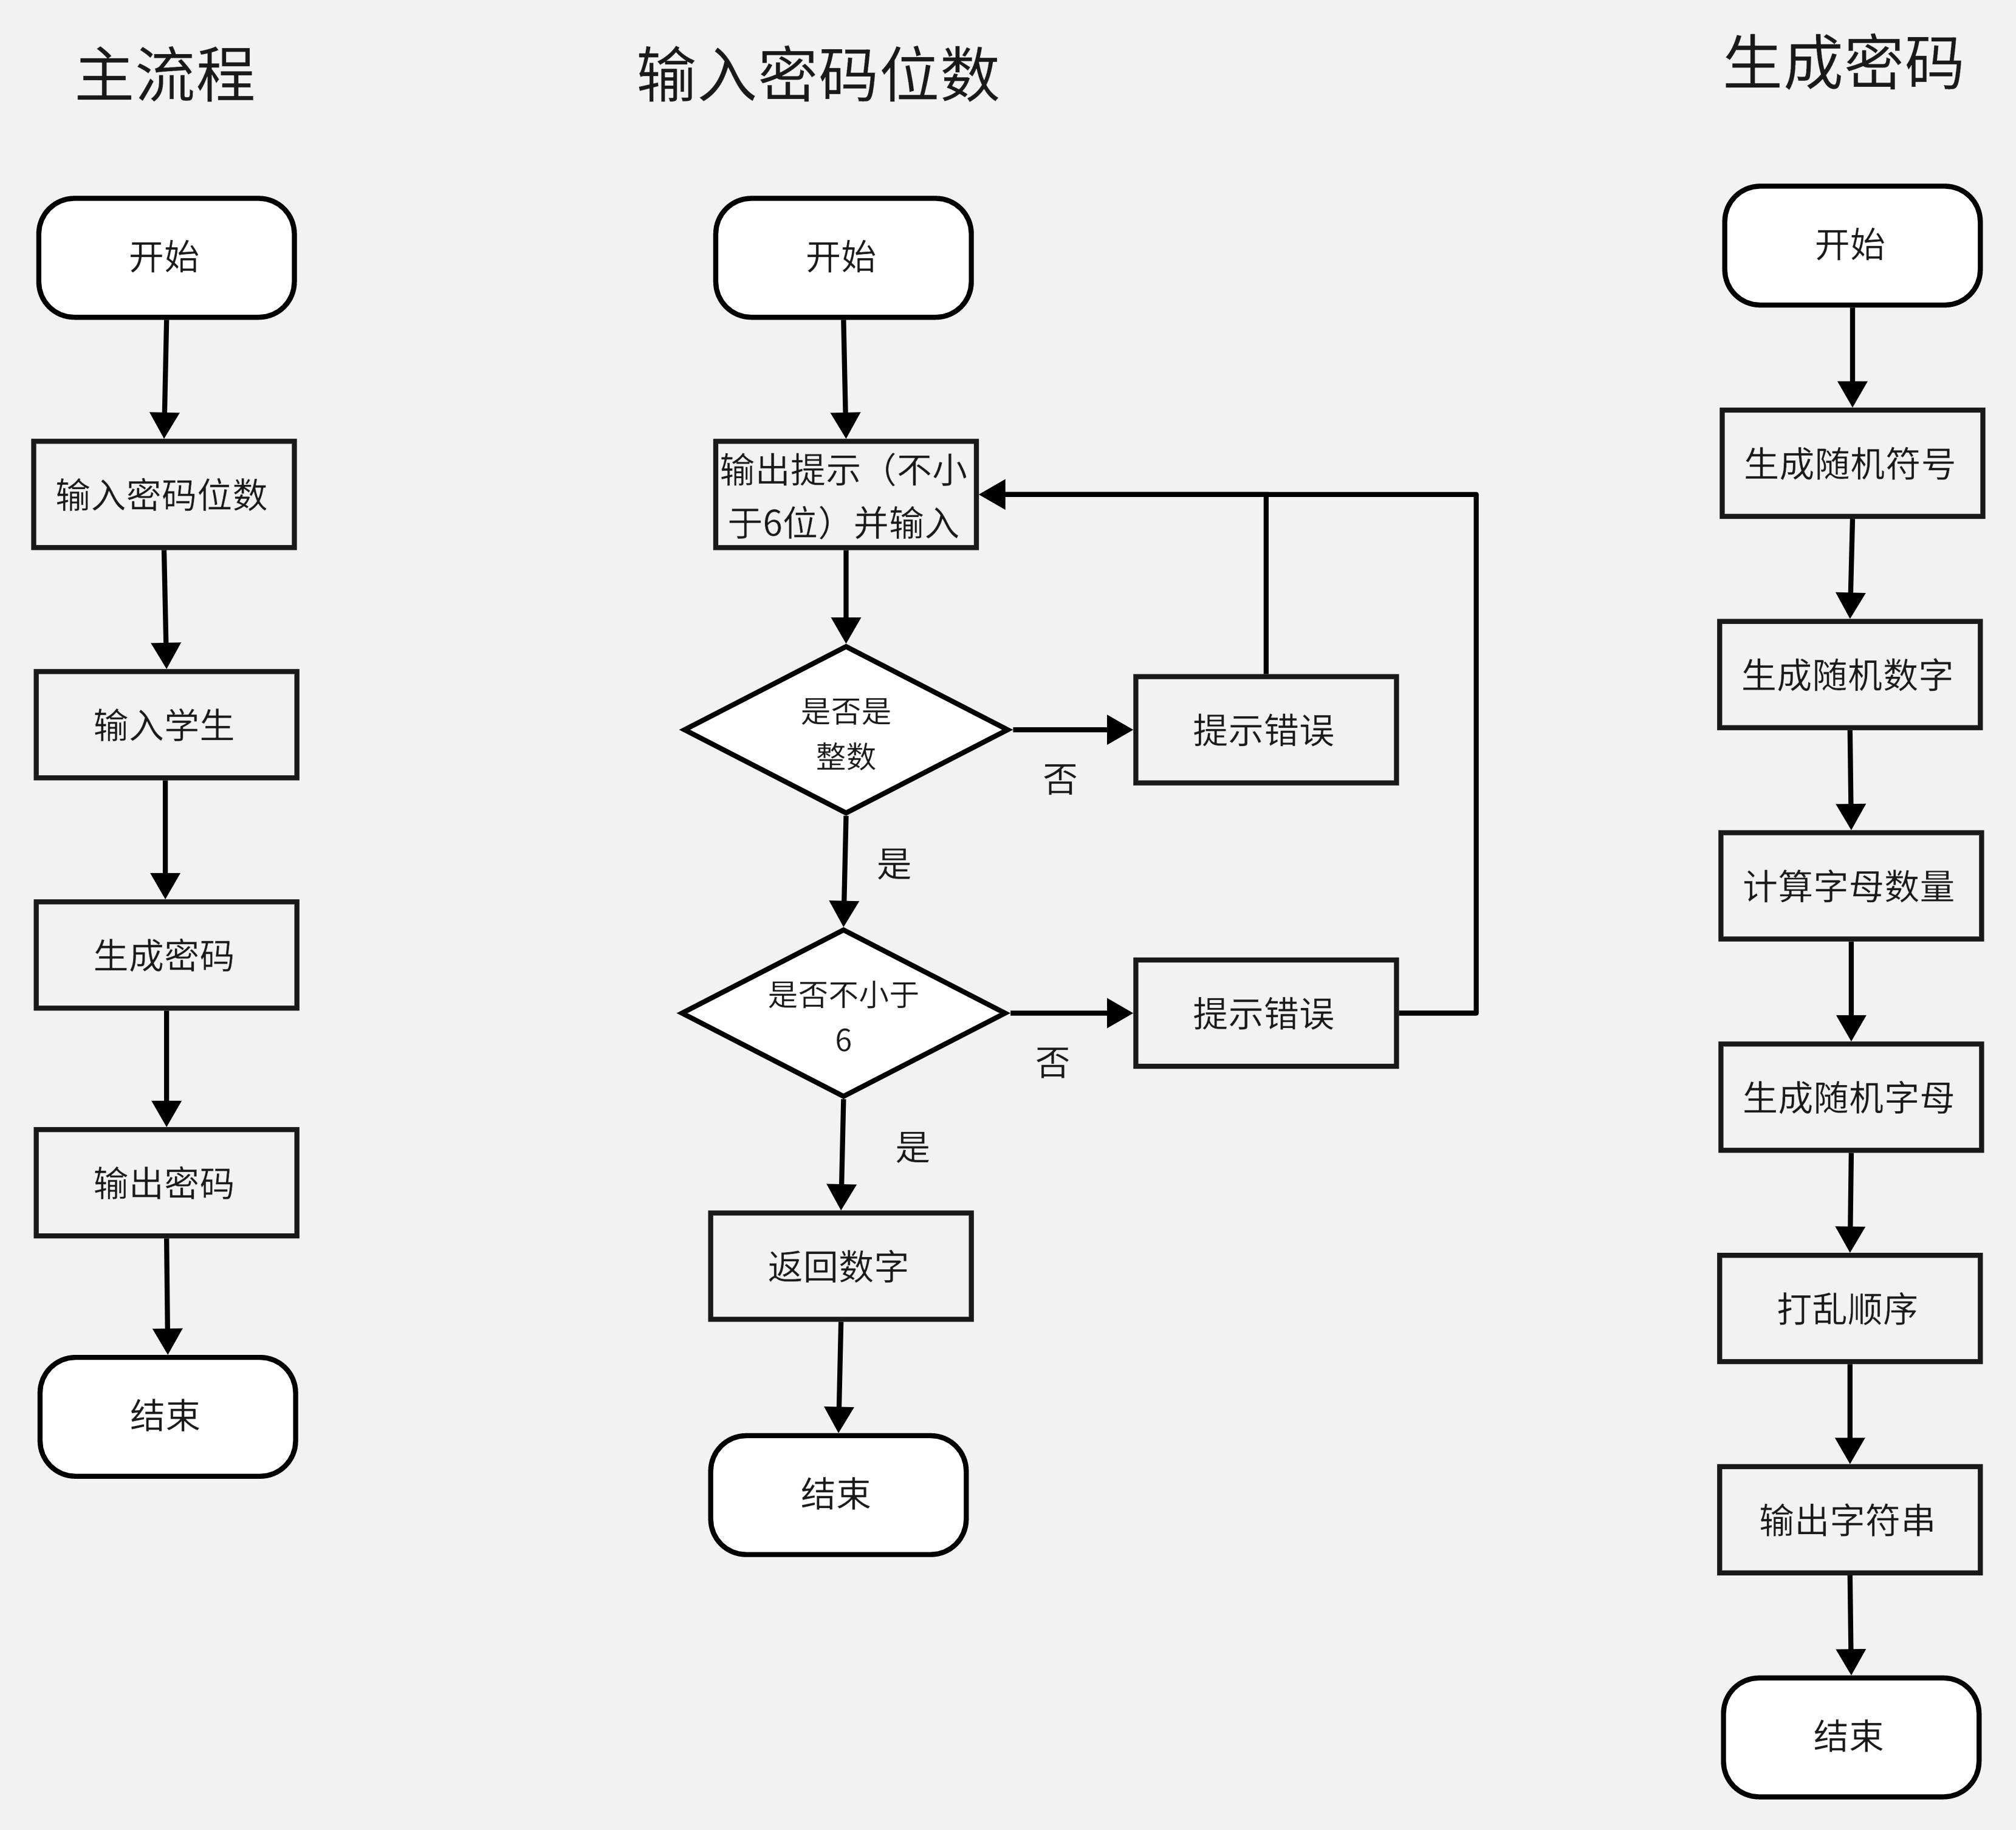 主流程
开始
输入密码位数
输入学生
生成密码
输出密码
结束
输入密码位数
开始
输出提示（不小
于6位）并输入
是否是
整数
否
提示错误
是
是否不小于
6
否
提示错误
是
返回数字
结束
生成密码
开始
生成随机符号
生成随机数字
计算字母数量
生成随机字母
打乱顺序
输出字符串
结束